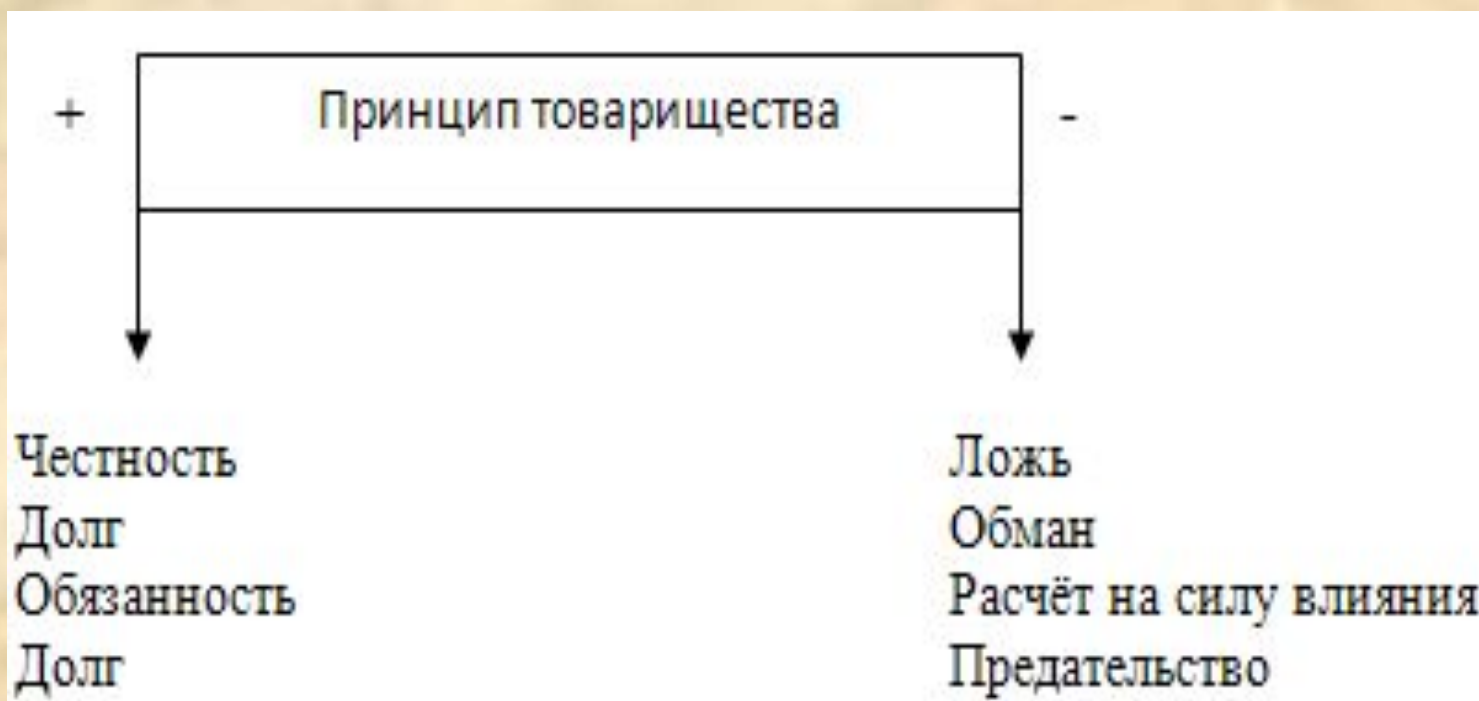 + Принцип товарищества -
Честность
Долг
Обязанность
Долг
Ложь
Обман
Расчёт на силу влияния
Предательство